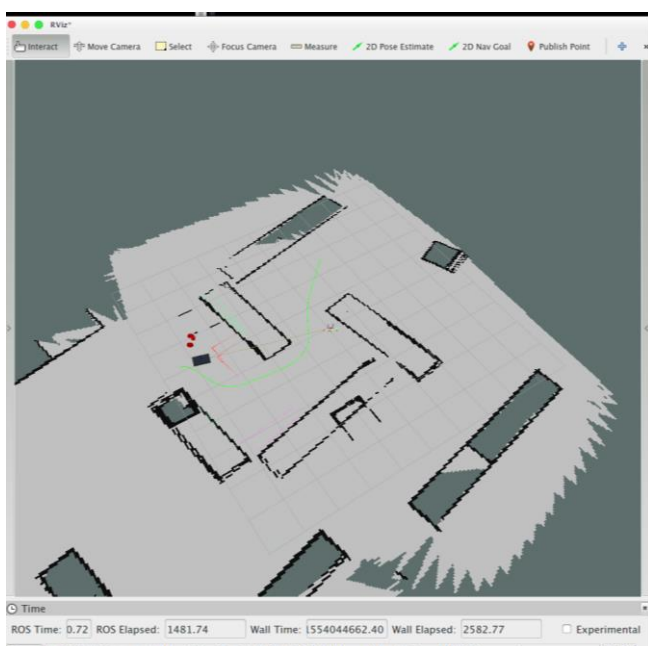 RViz*
Interact Move Camera Select Focus Camera Measure 2D Pose Estimate 2D Nav Goal Publish Point
Time
ROS Time: 0.72 ROS Elapsed: 1481.74 Wall Time: 1554044662.40 Wall Elapsed: 2582.77 Experimental